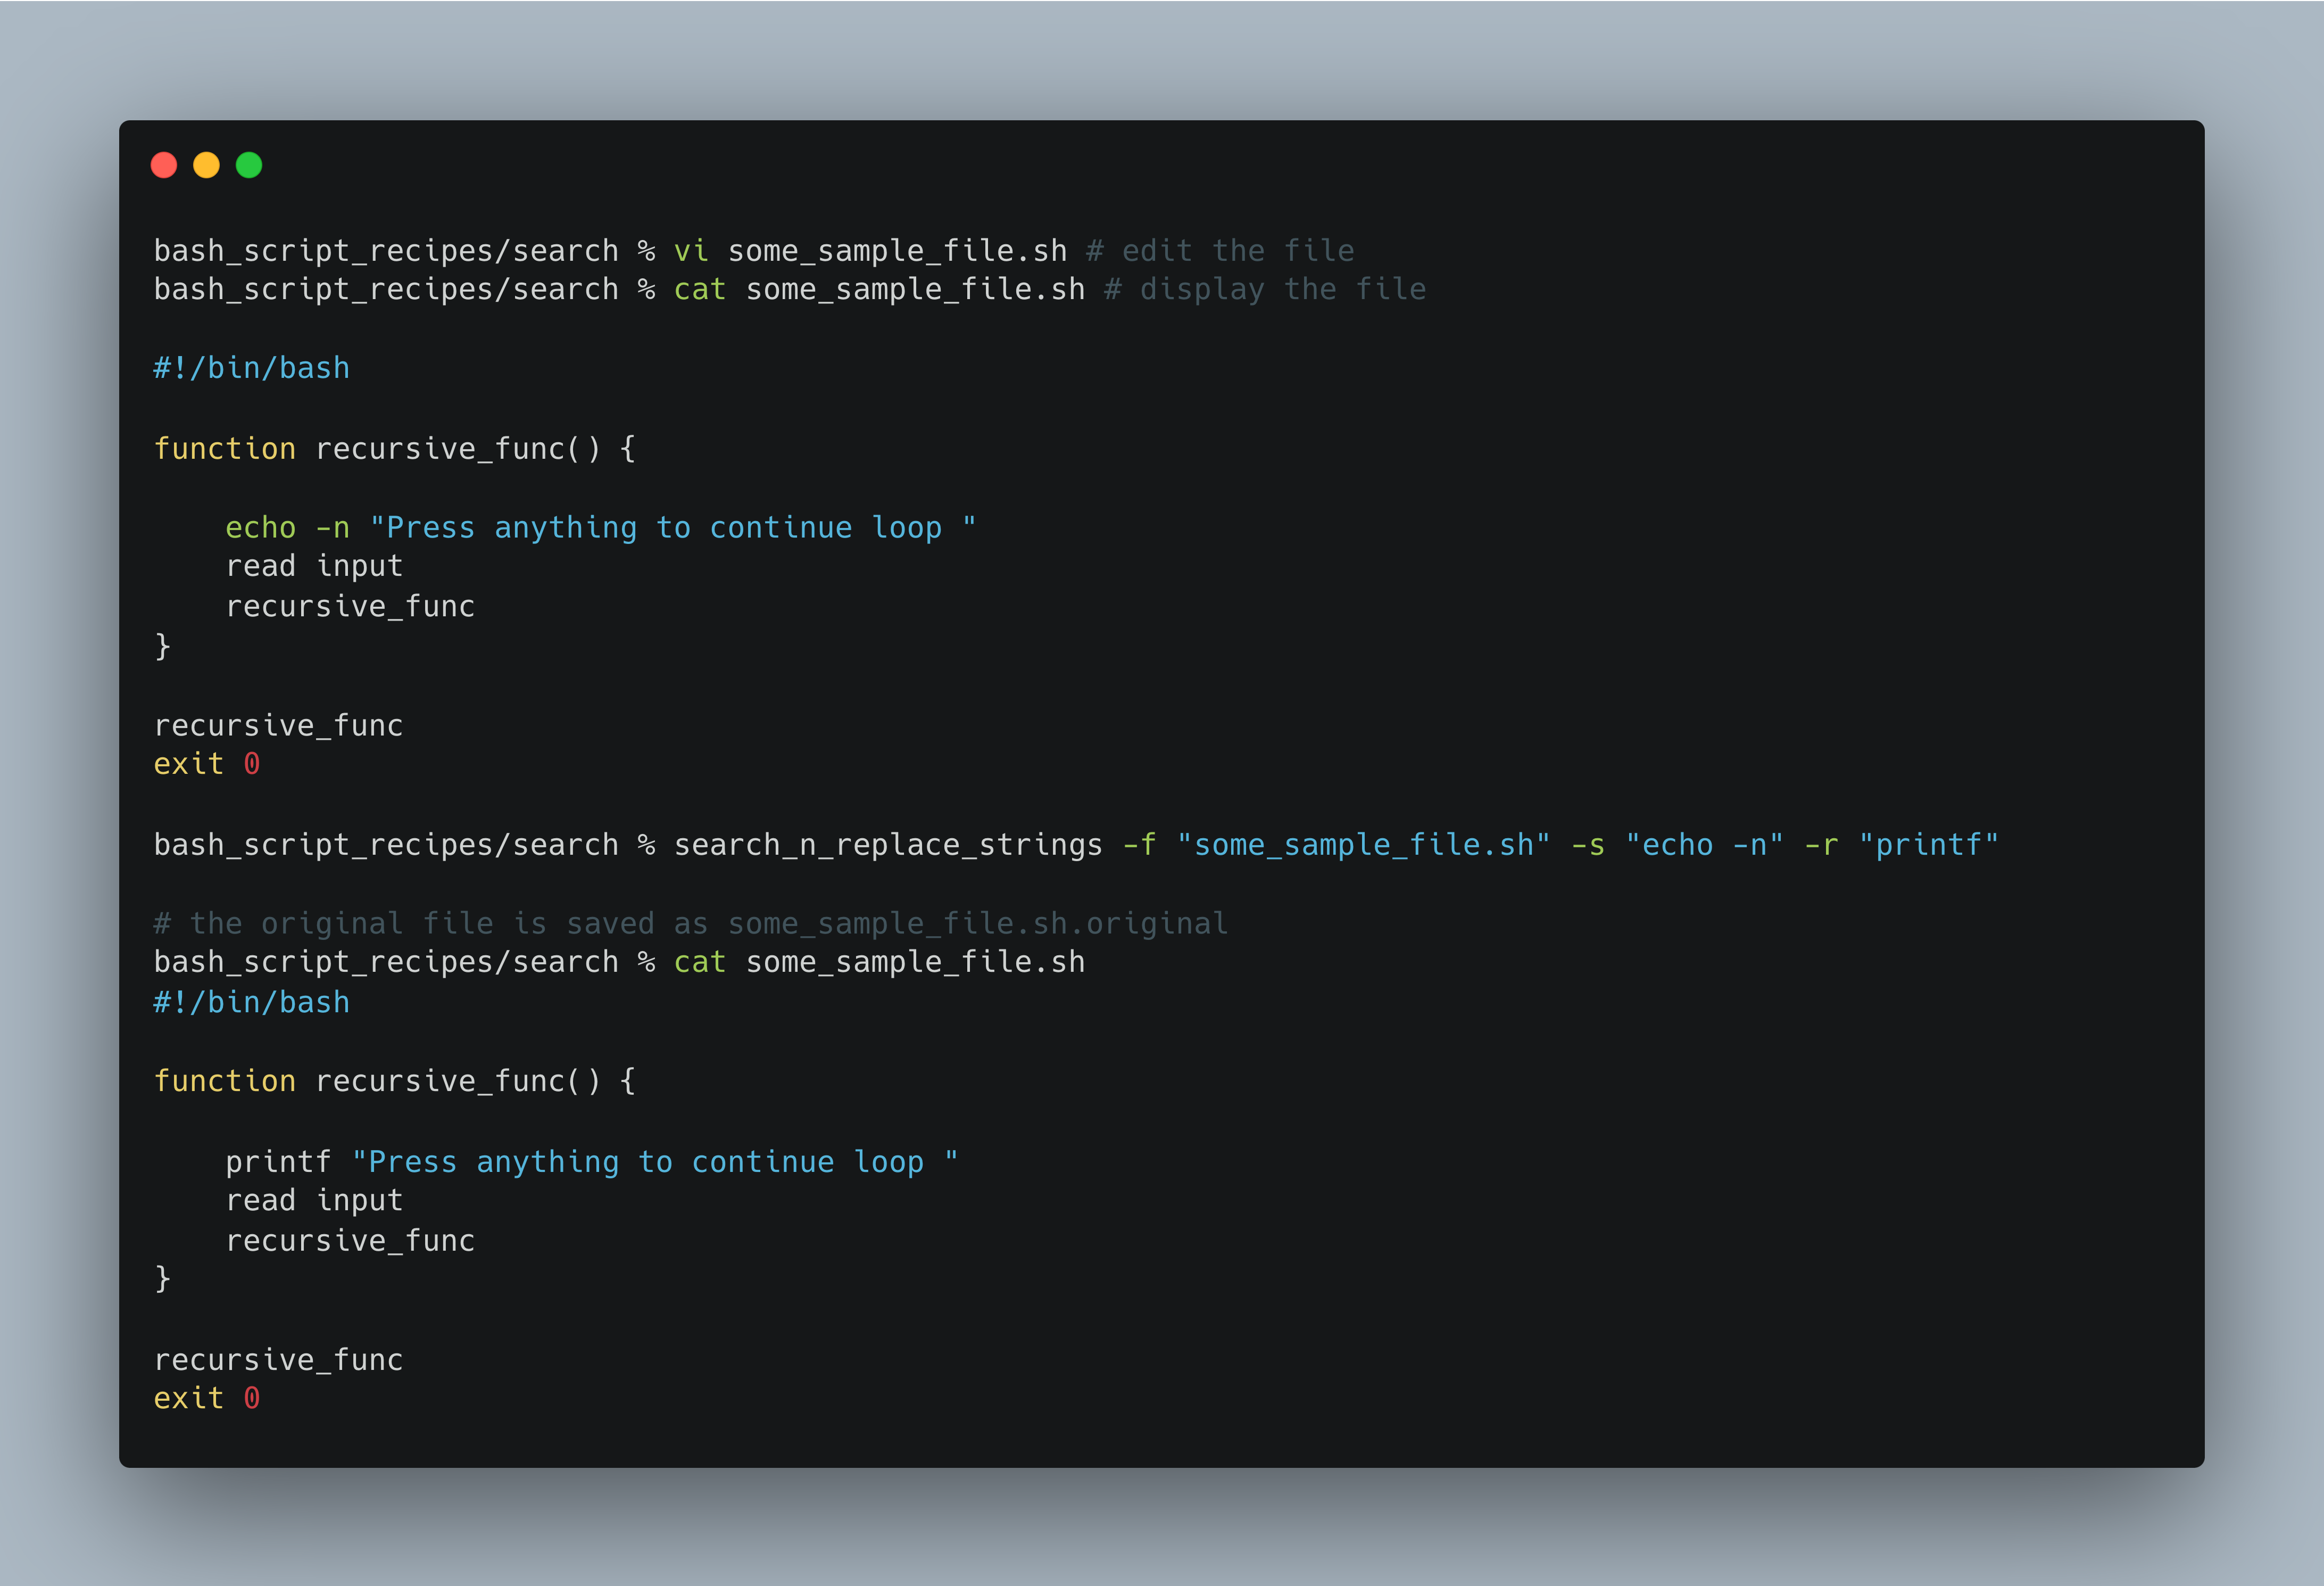 bash_script_recipes/search % vi some_sample_file.sh # edit the file
bash_script_recipes/search % cat some_sample_file.sh # display the file
#!/bin/bash
function recursive_func() {
    echo -n "Press anything to continue loop "
    read input
    recursive_func
}
recursive_func
exit 0
bash_script_recipes/search % search_n_replace_strings -f "some_sample_file.sh" -s "echo -n" -r "printf"
# the original file is saved as some_sample_file.sh.original
bash_script_recipes/search % cat some_sample_file.sh
#!/bin/bash
function recursive_func() {
    printf "Press anything to continue loop "
    read input
    recursive_func
}
recursive_func
exit 0